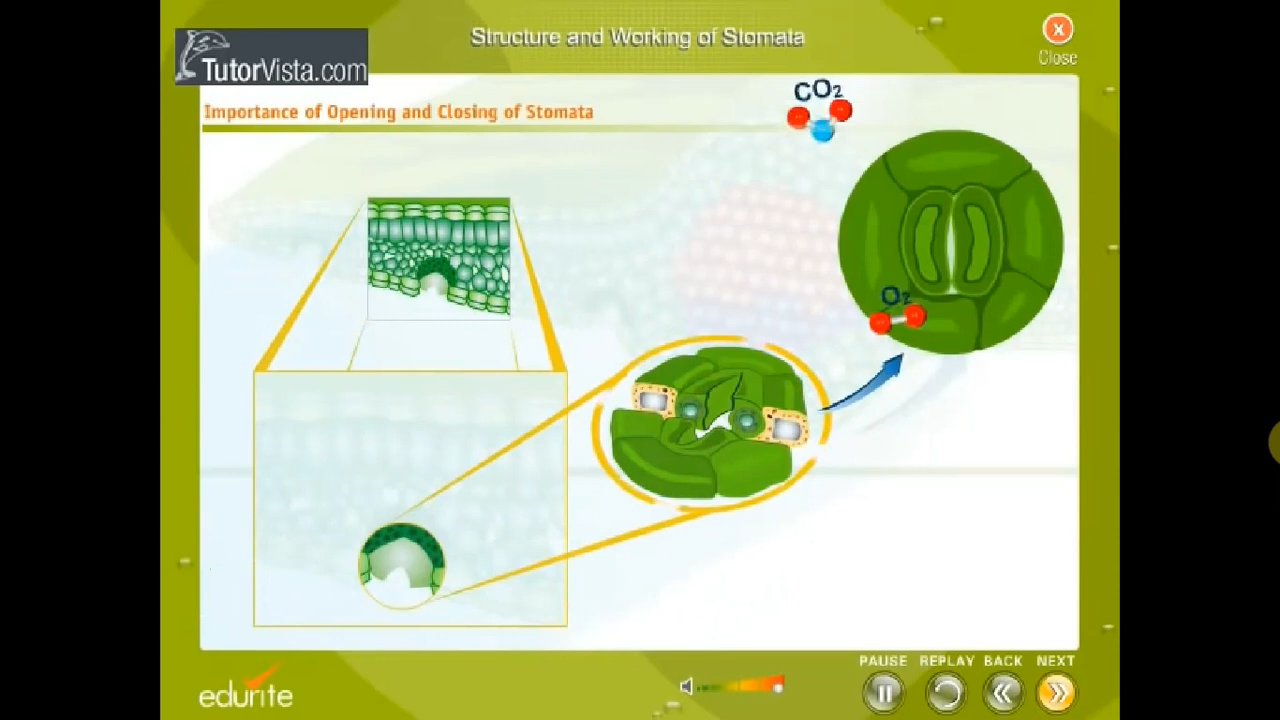 Structure and Working of Stomata
X
Close
TutorVista.com
Importance of Opening and Closing of Stomata
CO₂
O₂
PAUSE REPLAY BACK NEXT
edurite